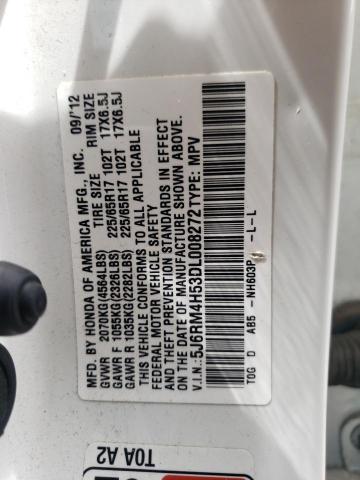 MFD. BY HONDA OF AMERICA MFG., INC. 09/'12
TIRE SIZE RIM SIZE
GVWR 2070KG(4564LBS)
GAWR F 1055KG(2326LBS) 225/65R17 102T 17X6.5J
GAWR R 1035KG(2282LBS) 225/65R17 102T 17X6.5J
THIS VEHICLE CONFORMS TO ALL APPLICABLE
FEDERAL MOTOR VEHICLE SAFETY
AND THEFT PREVENTION STANDARDS IN EFFECT
ON THE DATE OF MANUFACTURE SHOWN ABOVE.
V.I.N.:5J6RM4H53DL008272 TYPE: MPV
T0G D AB5 -NH603P -L-L
T0A A2